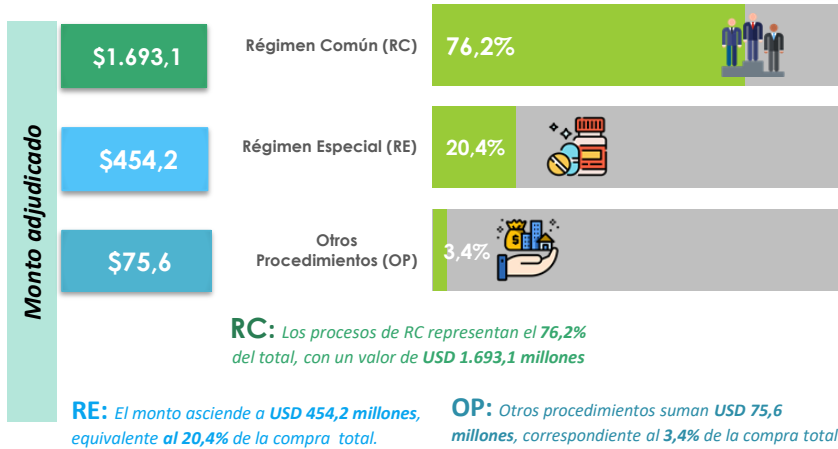 Monto adjudicado
$1.693,1
Régimen Común (RC)
76,2%
$454,2
Régimen Especial (RE)
20,4%
$75,6
Otros
Procedimientos (OP)
3,4%
RC: Los procesos de RC representan el 76,2%
del total, con un valor de USD 1.693,1 millones
RE: El monto asciende a USD 454,2 millones,
equivalente al 20,4% de la compra total.
OP: Otros procedimientos suman USD 75,6
millones, correspondiente al 3,4% de la compra total